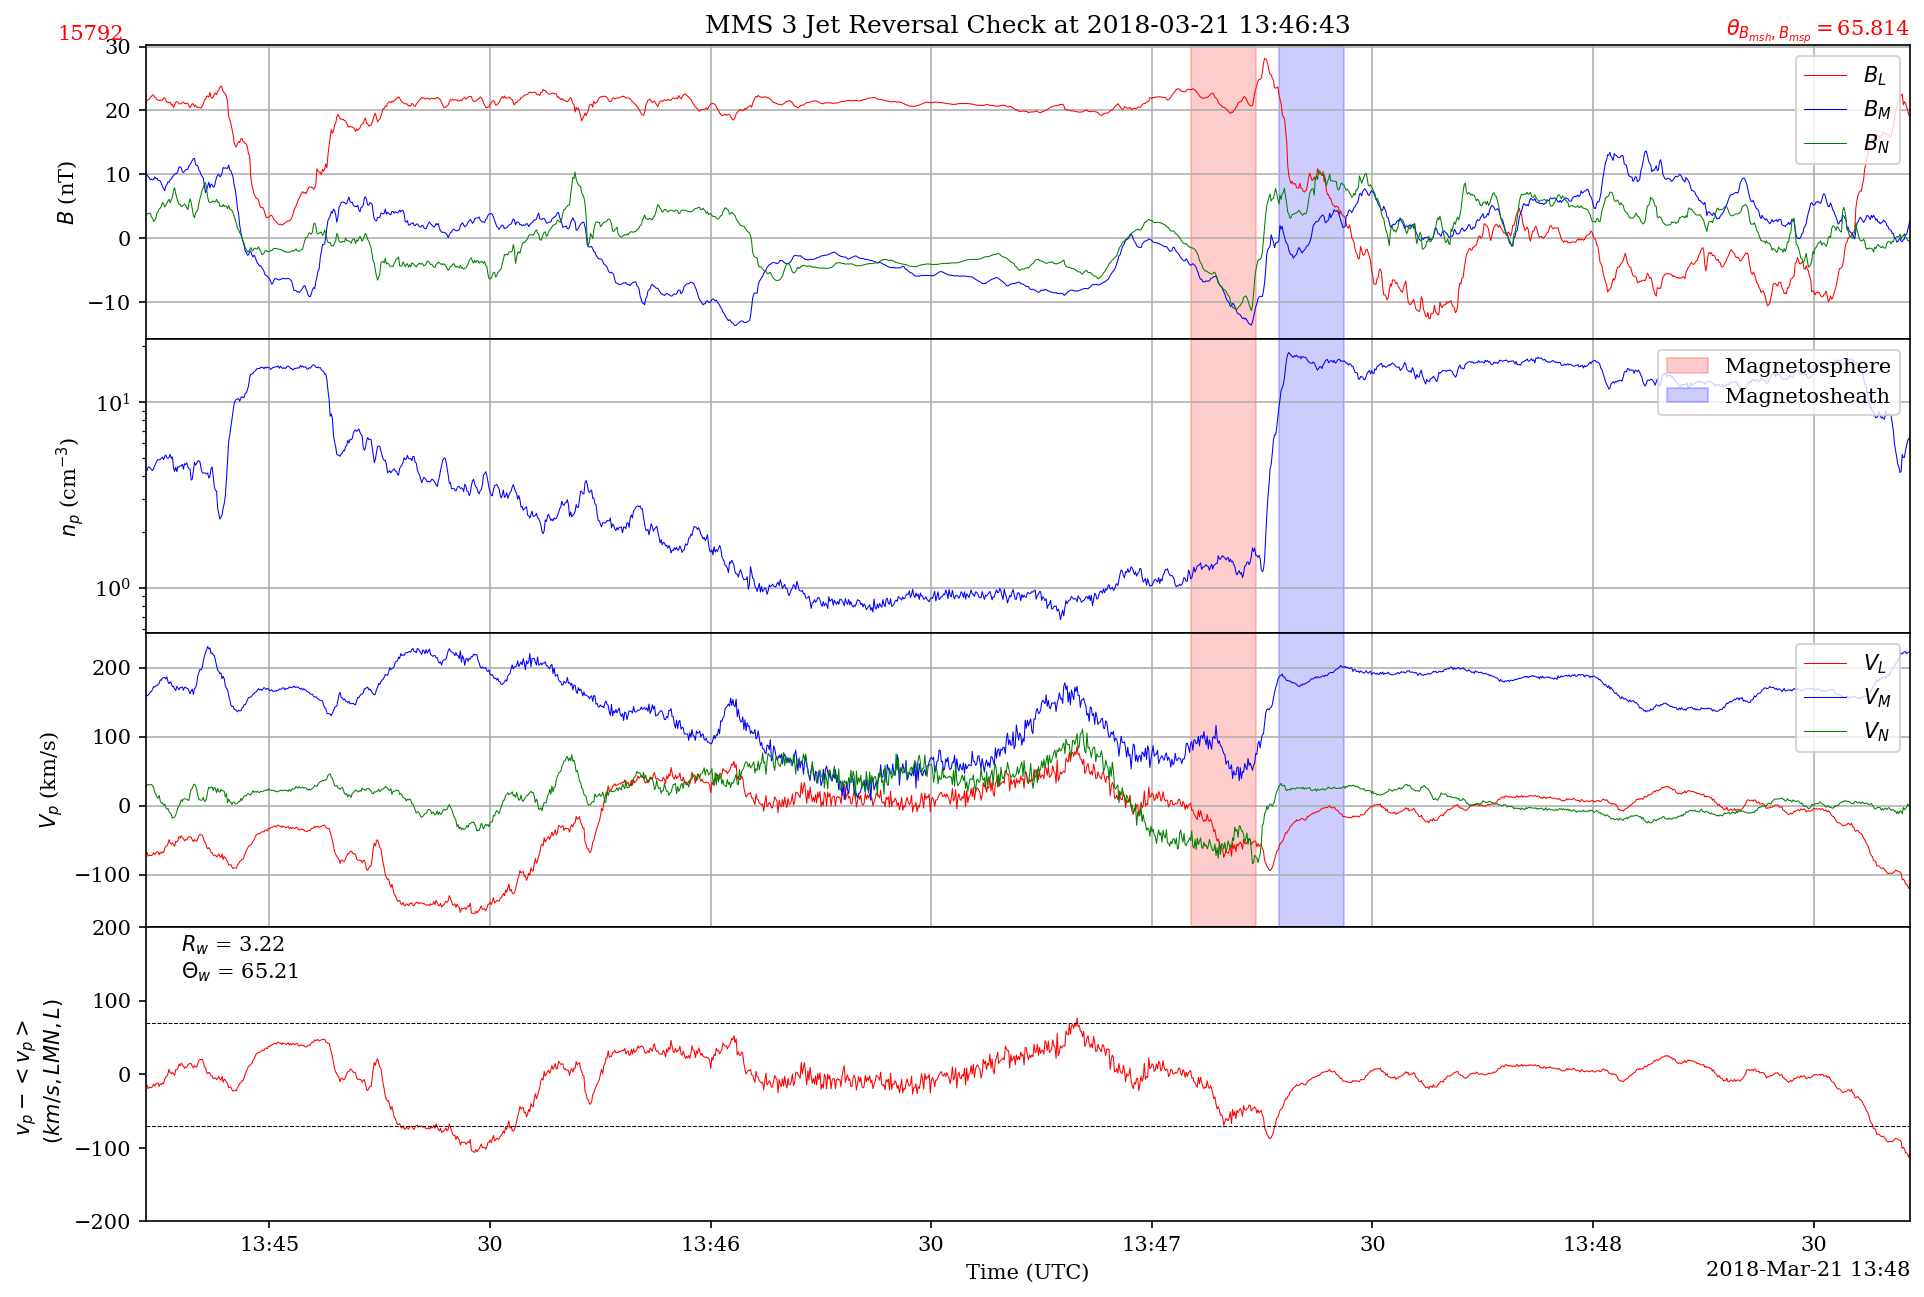 MMS 3 Jet Reversal Check at 2018-03-21 13:46:43
15792
θ_{B_{msh}, B_{msp}} = 65.814
30
20
10
0
−10
B (nT)
B_L
B_M
B_N
10^1
10^0
n_p (cm^{−3})
Magnetosphere
Magnetosheath
200
100
0
−100
V_p (km/s)
V_L
V_M
V_N
200
100
0
−100
−200
v_p − <v_p>
(km/s, LMN, L)
R_w = 3.22
Θ_w = 65.21
13:45 30 13:46 30 13:47 30 13:48 30
Time (UTC)
2018-Mar-21 13:48